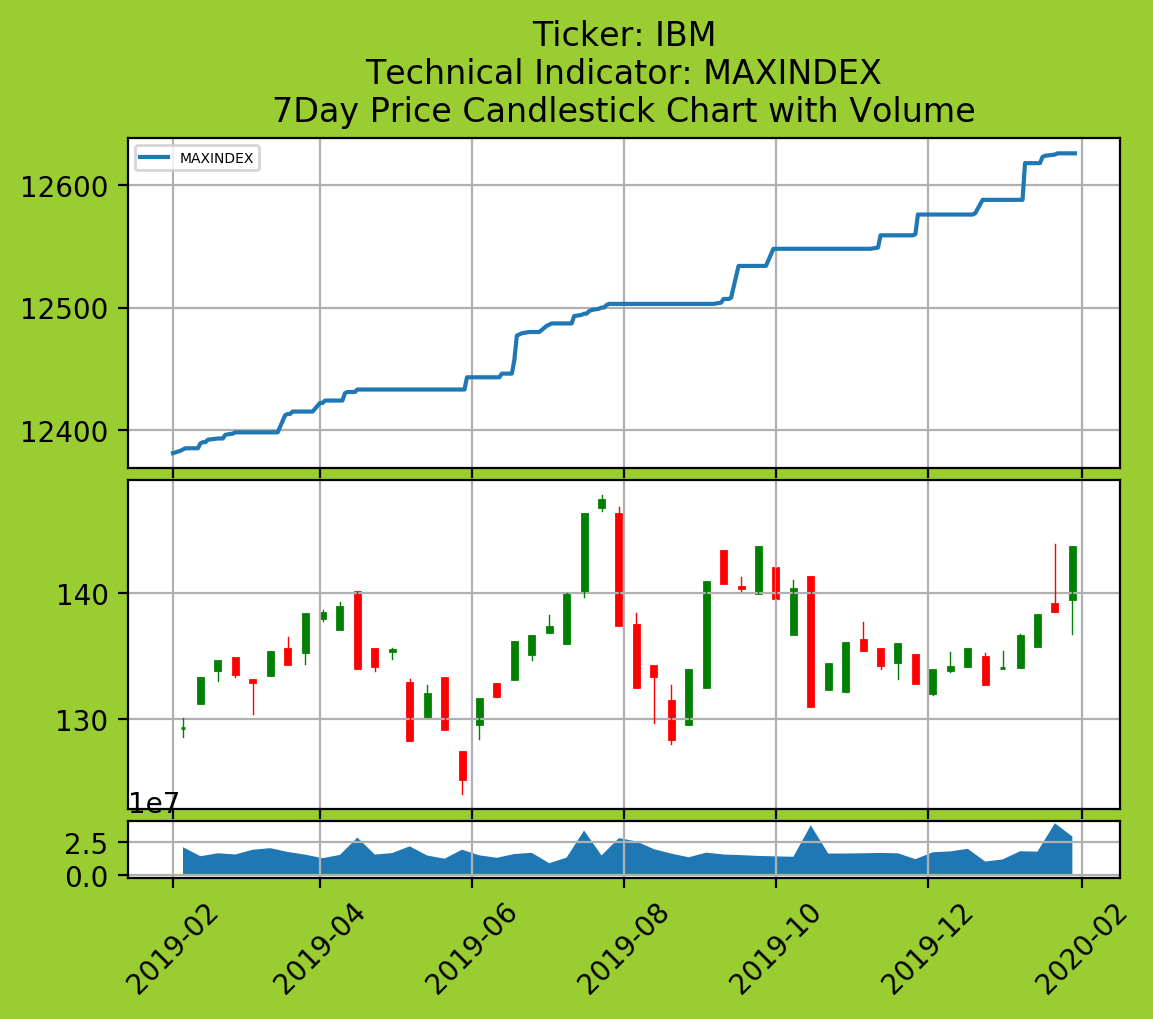 Ticker: IBM
Technical Indicator: MAXINDEX
7Day Price Candlestick Chart with Volume
MAXINDEX
12600
12500
12400
140
130
1e7
2.5
0.0
2019-02
2019-04
2019-06
2019-08
2019-10
2019-12
2020-02